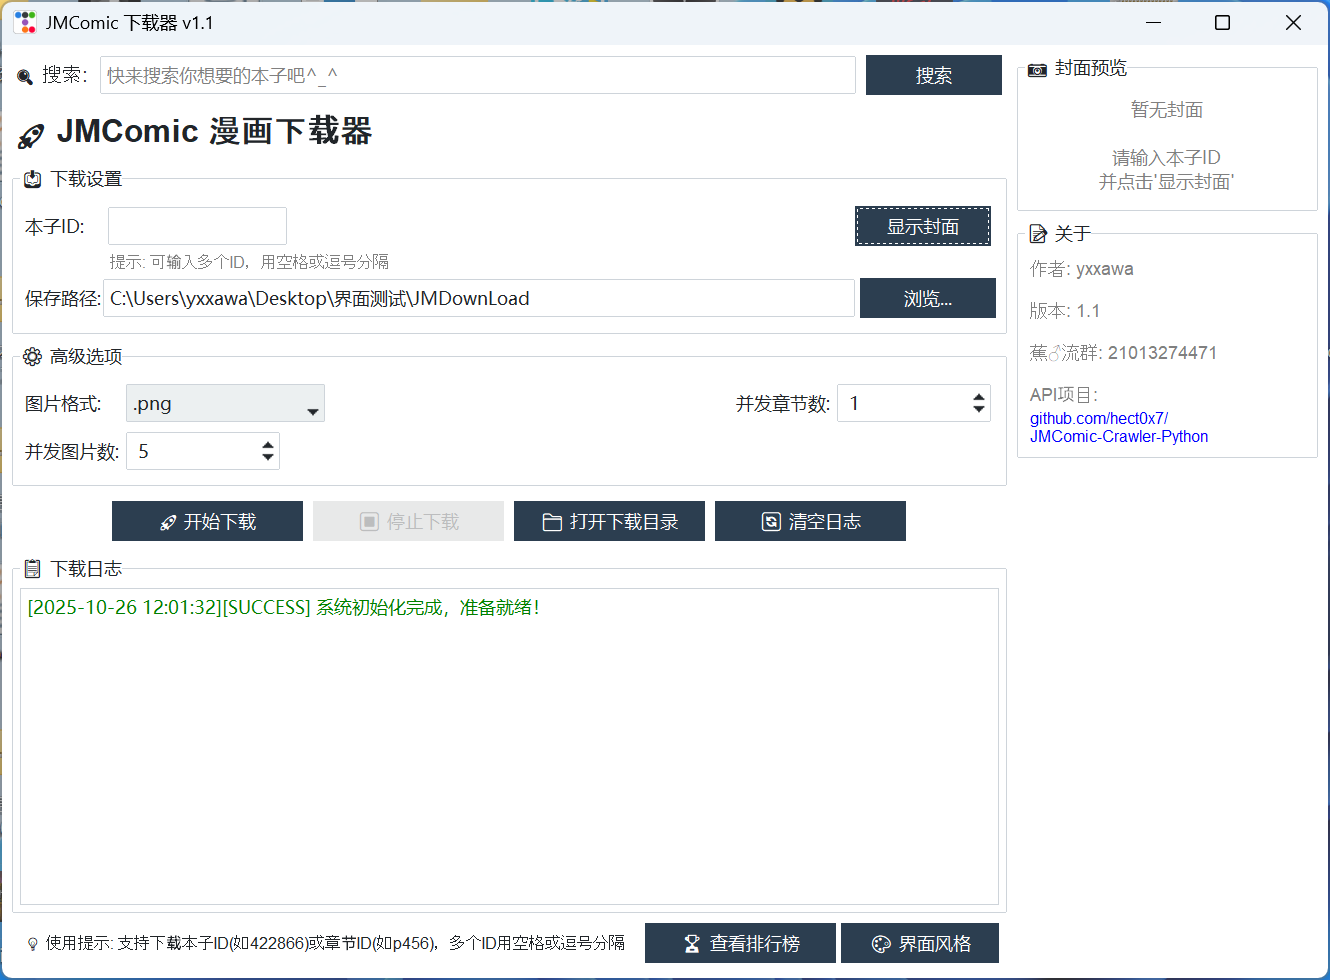 JMComic 下载器 v1.1
搜索:
快来搜索你想要的本子吧^_^
搜索
JMComic 漫画下载器
下载设置
本子ID:
显示封面
提示: 可输入多个ID，用空格或逗号分隔
保存路径:
C:\Users\yxxawa\Desktop\界面测试\JMDownLoad
浏览...
高级选项
图片格式:
.png
并发章节数:
1
并发图片数:
5
开始下载
停止下载
打开下载目录
清空日志
下载日志
[2025-10-26 12:01:32][SUCCESS] 系统初始化完成，准备就绪！
使用提示: 支持下载本子ID(如422866)或章节ID(如p456)，多个ID用空格或逗号分隔
查看排行榜
界面风格
封面预览
暂无封面
请输入本子ID
并点击'显示封面'
关于
作者: yxxawa
版本: 1.1
蕉♂流群: 21013274471
API项目:
github.com/hect0x7/
JMComic-Crawler-Python